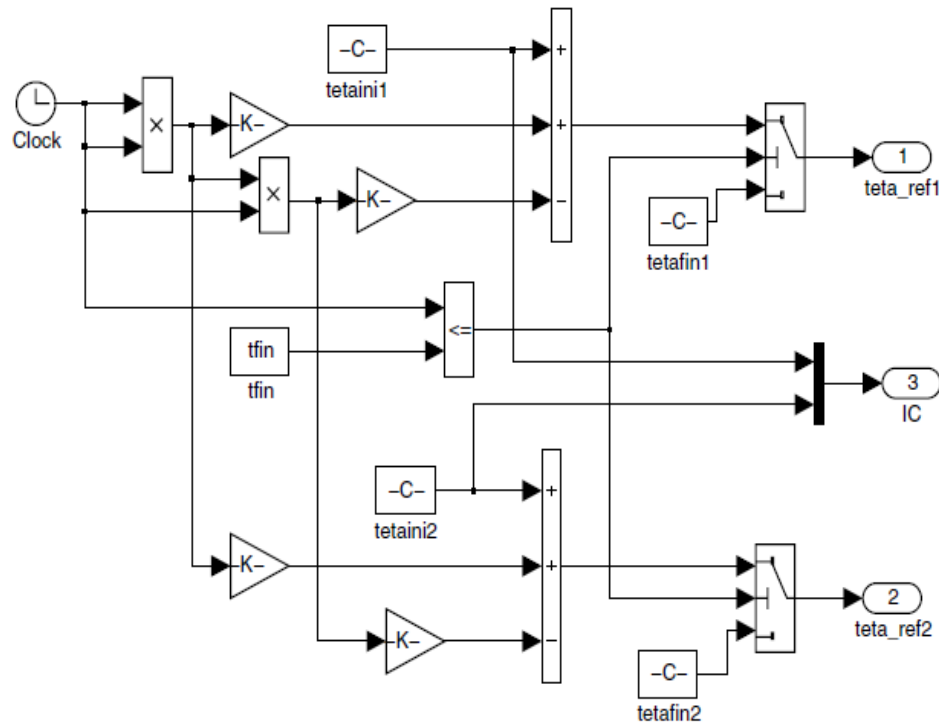 –C–
tetaini1
+
Clock
×
–K–
+
1
teta_ref1
×
–K–
–
–C–
tetafin1
<=
tfin
tfin
3
IC
–C–
tetaini2
+
–K–
+
2
teta_ref2
–K–
–
–C–
tetafin2